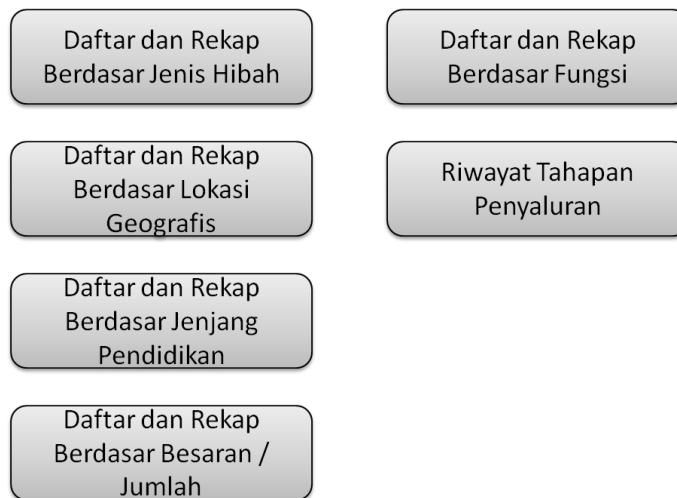 Daftar dan Rekap
Berdasar Jenis Hibah
Daftar dan Rekap
Berdasar Fungsi
Daftar dan Rekap
Berdasar Lokasi
Geografis
Riwayat Tahapan
Penyaluran
Daftar dan Rekap
Berdasar Jenjang
Pendidikan
Daftar dan Rekap
Berdasar Besaran /
Jumlah